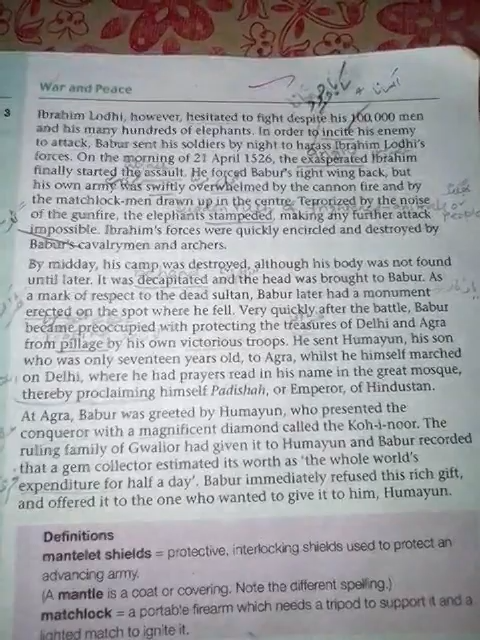 War and Peace
3
Ibrahim Lodhi, however, hesitated to fight despite his 100,000 men
and his many hundreds of elephants. In order to incite his enemy
to attack, Babur sent his soldiers by night to harass Ibrahim Lodhi's
forces. On the morning of 21 April 1526, the exasperated Ibrahim
finally started the assault. He forced Babur's right wing back, but
his own army was swiftly overwhelmed by the cannon fire and by
the matchlock-men drawn up in the centre. Terrorized by the noise
of the gunfire, the elephants stampeded, making any further attack
impossible. Ibrahim's forces were quickly encircled and destroyed by
Babur's cavalrymen and archers.
By midday, his camp was destroyed, although his body was not found
until later. It was decapitated and the head was brought to Babur. As
a mark of respect to the dead sultan, Babur later had a monument
erected on the spot where he fell. Very quickly after the battle, Babur
became preoccupied with protecting the treasures of Delhi and Agra
from pillage by his own victorious troops. He sent Humayun, his son
who was only seventeen years old, to Agra, whilst he himself marched
on Delhi, where he had prayers read in his name in the great mosque,
thereby proclaiming himself Padishah, or Emperor, of Hindustan.
At Agra, Babur was greeted by Humayun, who presented the
conqueror with a magnificent diamond called the Koh-i-noor. The
ruling family of Gwalior had given it to Humayun and Babur recorded
that a gem collector estimated its worth as 'the whole world's
expenditure for half a day'. Babur immediately refused this rich gift,
and offered it to the one who wanted to give it to him, Humayun.
Definitions
mantelet shields = protective, interlocking shields used to protect an
advancing army.
(A mantle is a coat or covering. Note the different spelling.)
matchlock = a portable firearm which needs a tripod to support it and a
lighted match to ignite it.